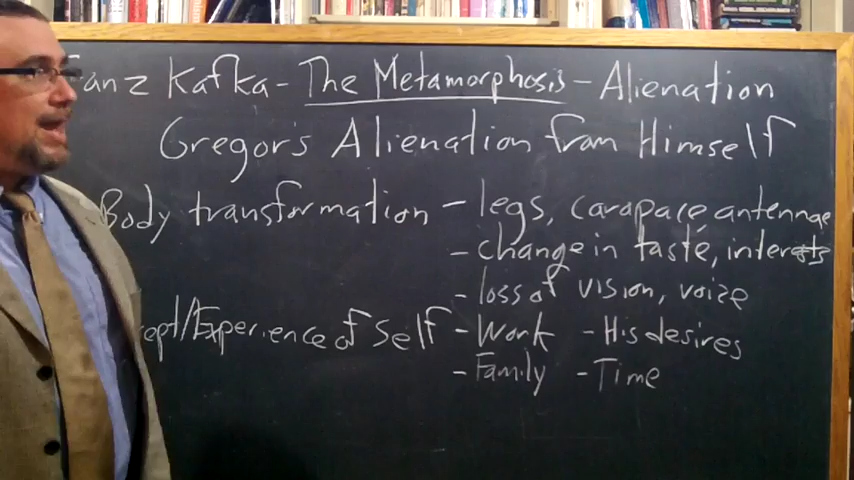 anz Kafka - The Metamorphosis - Alienation
Gregor's Alienation from Himself
Body transformation - legs, carapace, antennae
- change in taste, interests
- loss of vision, voice
ept/Experience of Self - Work - His desires
- Family - Time